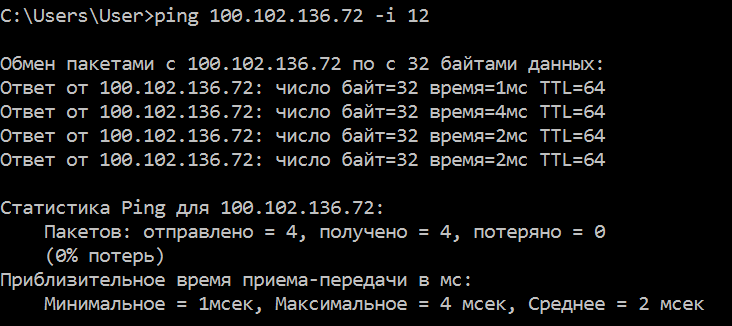 C:\Users\User>ping 100.102.136.72 -i 12
Обмен пакетами с 100.102.136.72 по с 32 байтами данных:
Ответ от 100.102.136.72: число байт=32 время=1мс TTL=64
Ответ от 100.102.136.72: число байт=32 время=4мс TTL=64
Ответ от 100.102.136.72: число байт=32 время=2мс TTL=64
Ответ от 100.102.136.72: число байт=32 время=2мс TTL=64
Статистика Ping для 100.102.136.72:
Пакетов: отправлено = 4, получено = 4, потеряно = 0
(0% потерь)
Приблизительное время приема-передачи в мс:
Минимальное = 1мсек, Максимальное = 4 мсек, Среднее = 2 мсек